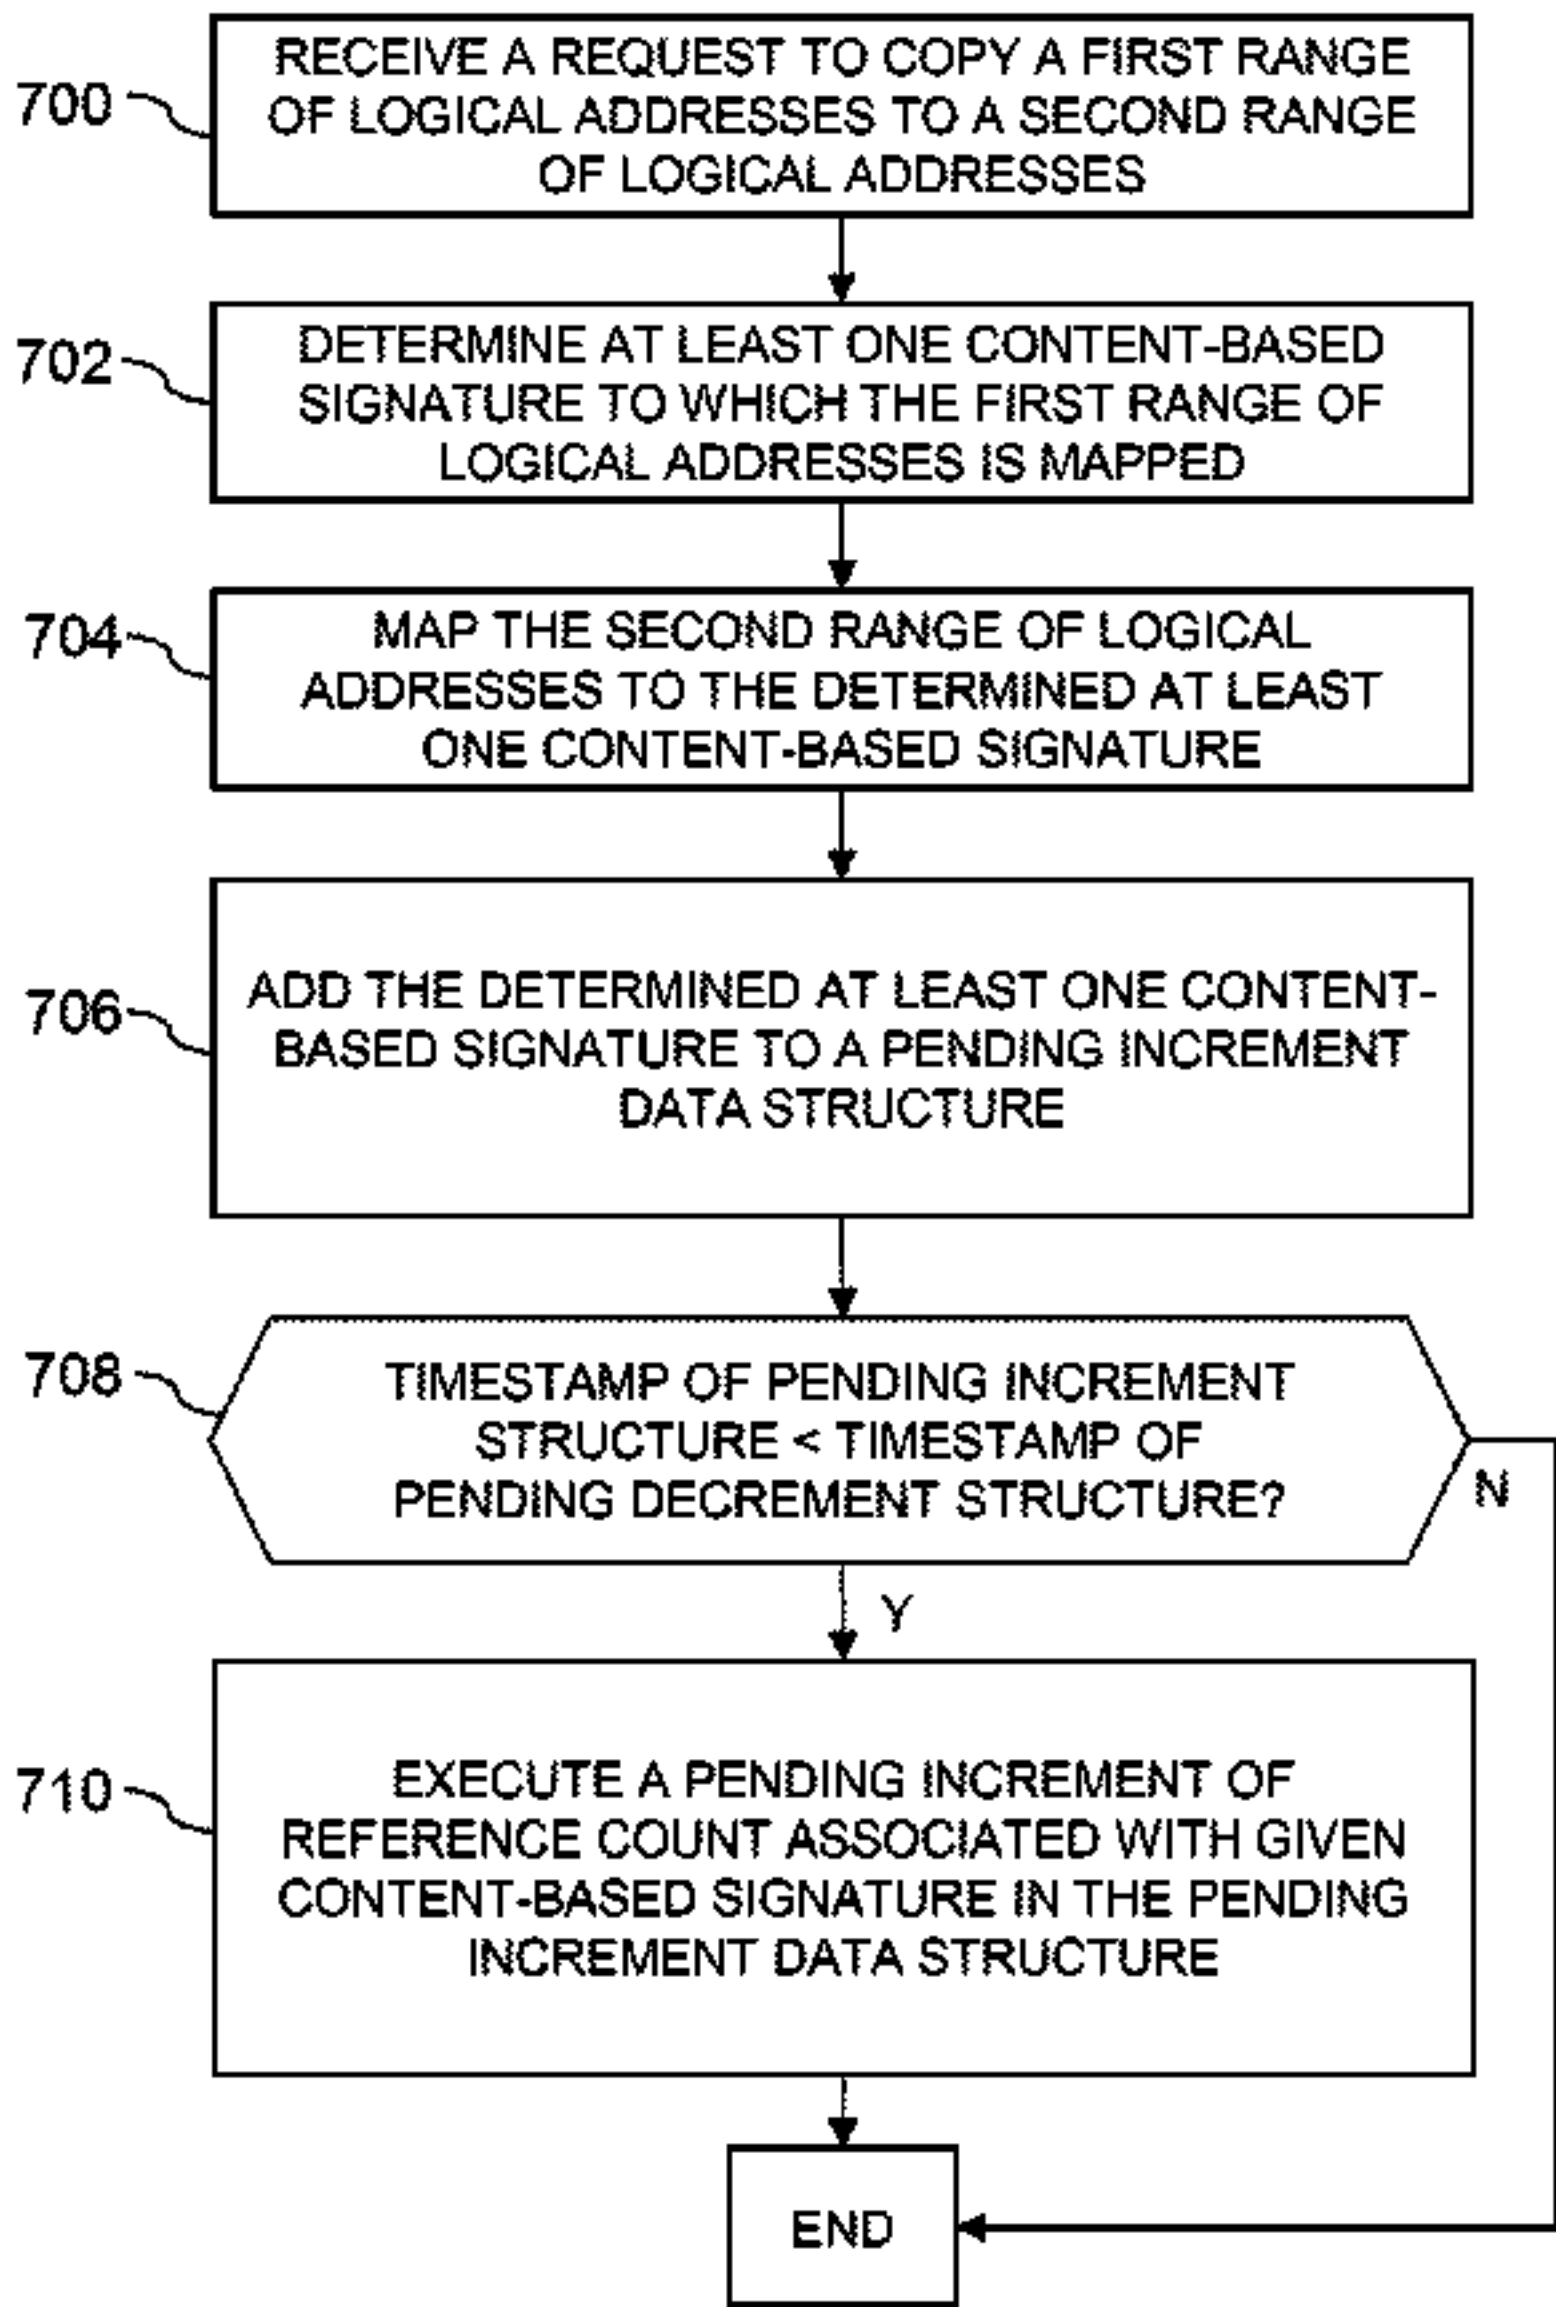 700
RECEIVE A REQUEST TO COPY A FIRST RANGE
OF LOGICAL ADDRESSES TO A SECOND RANGE
OF LOGICAL ADDRESSES
702
DETERMINE AT LEAST ONE CONTENT-BASED
SIGNATURE TO WHICH THE FIRST RANGE OF
LOGICAL ADDRESSES IS MAPPED
704
MAP THE SECOND RANGE OF LOGICAL
ADDRESSES TO THE DETERMINED AT LEAST
ONE CONTENT-BASED SIGNATURE
706
ADD THE DETERMINED AT LEAST ONE CONTENT-
BASED SIGNATURE TO A PENDING INCREMENT
DATA STRUCTURE
708
TIMESTAMP OF PENDING INCREMENT
STRUCTURE < TIMESTAMP OF
PENDING DECREMENT STRUCTURE?
N
Y
710
EXECUTE A PENDING INCREMENT OF
REFERENCE COUNT ASSOCIATED WITH GIVEN
CONTENT-BASED SIGNATURE IN THE PENDING
INCREMENT DATA STRUCTURE
END